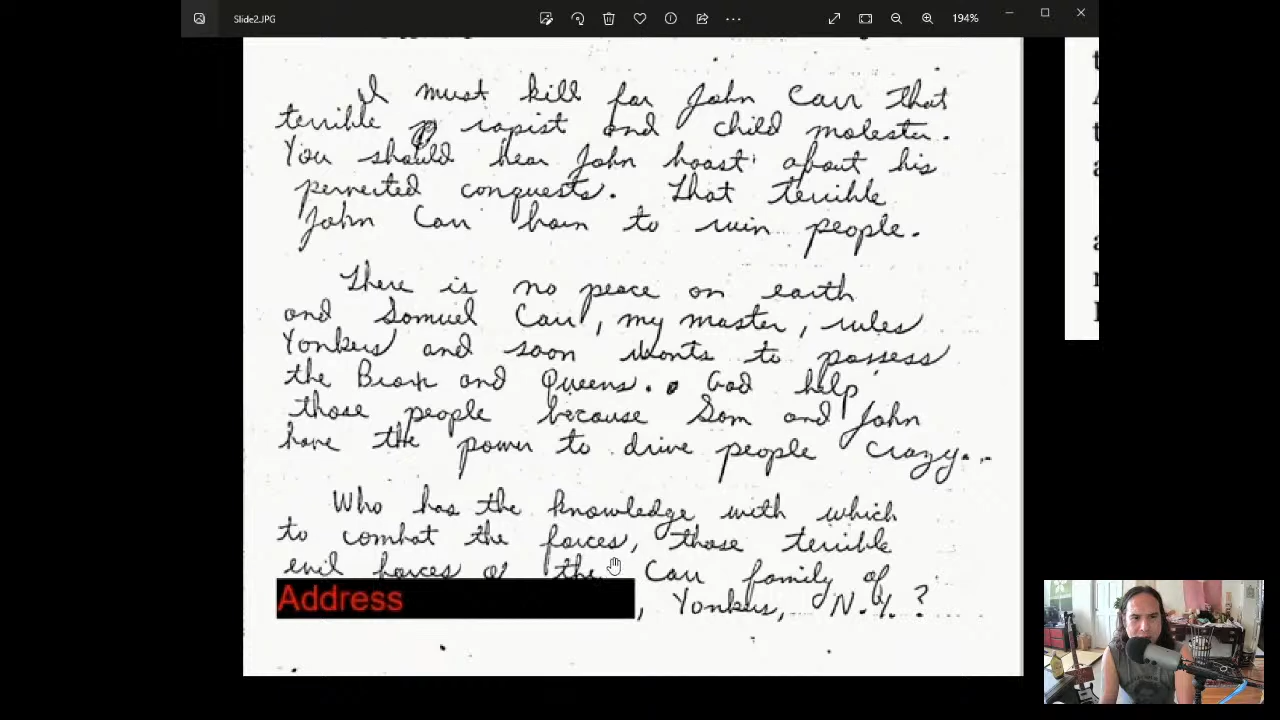 Slide2.JPG
194%
I must kill for John Carr that
terrible rapist and child molester.
You should hear John boast about his
perverted conquests. That terrible
John Carr born to ruin people.
There is no peace on earth
and Samuel Carr, my master, rules
Yonkers and soon wants to possess
the Bronx and Queens. God help
those people because Sam and John
have the power to drive people crazy...
Who has the knowledge with which
to combat the forces, those terrible
evil forces of the Carr family of
Address , Yonkers, N.Y.?